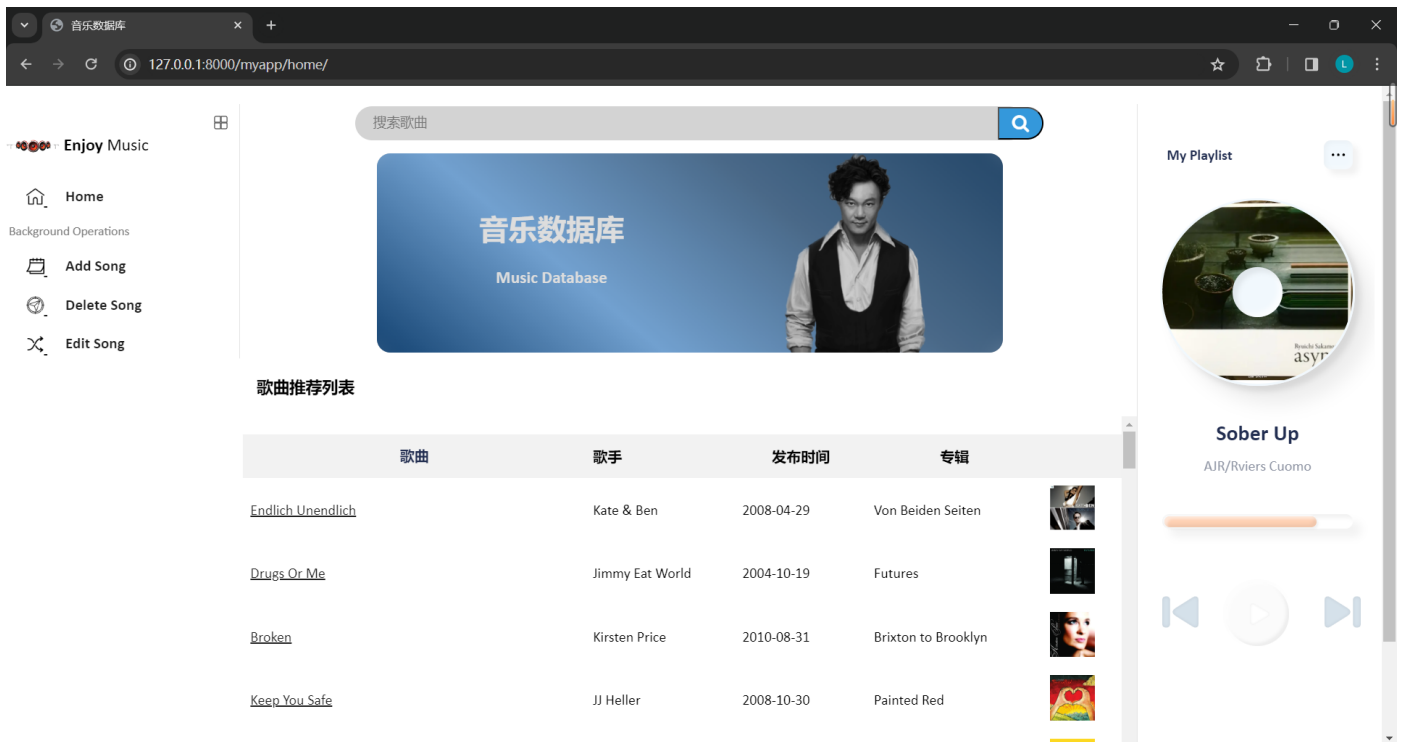 音乐数据库
127.0.0.1:8000/myapp/home/
L
Enjoy Music
Home
Background Operations
Add Song
Delete Song
Edit Song
搜索歌曲
音乐数据库
Music Database
歌曲推荐列表
歌曲 歌手 发布时间 专辑
Endlich Unendlich Kate & Ben 2008-04-29 Von Beiden Seiten
Drugs Or Me Jimmy Eat World 2004-10-19 Futures
Broken Kirsten Price 2010-08-31 Brixton to Brooklyn
Keep You Safe JJ Heller 2008-10-30 Painted Red
My Playlist
Sober Up
AJR/Rviers Cuomo